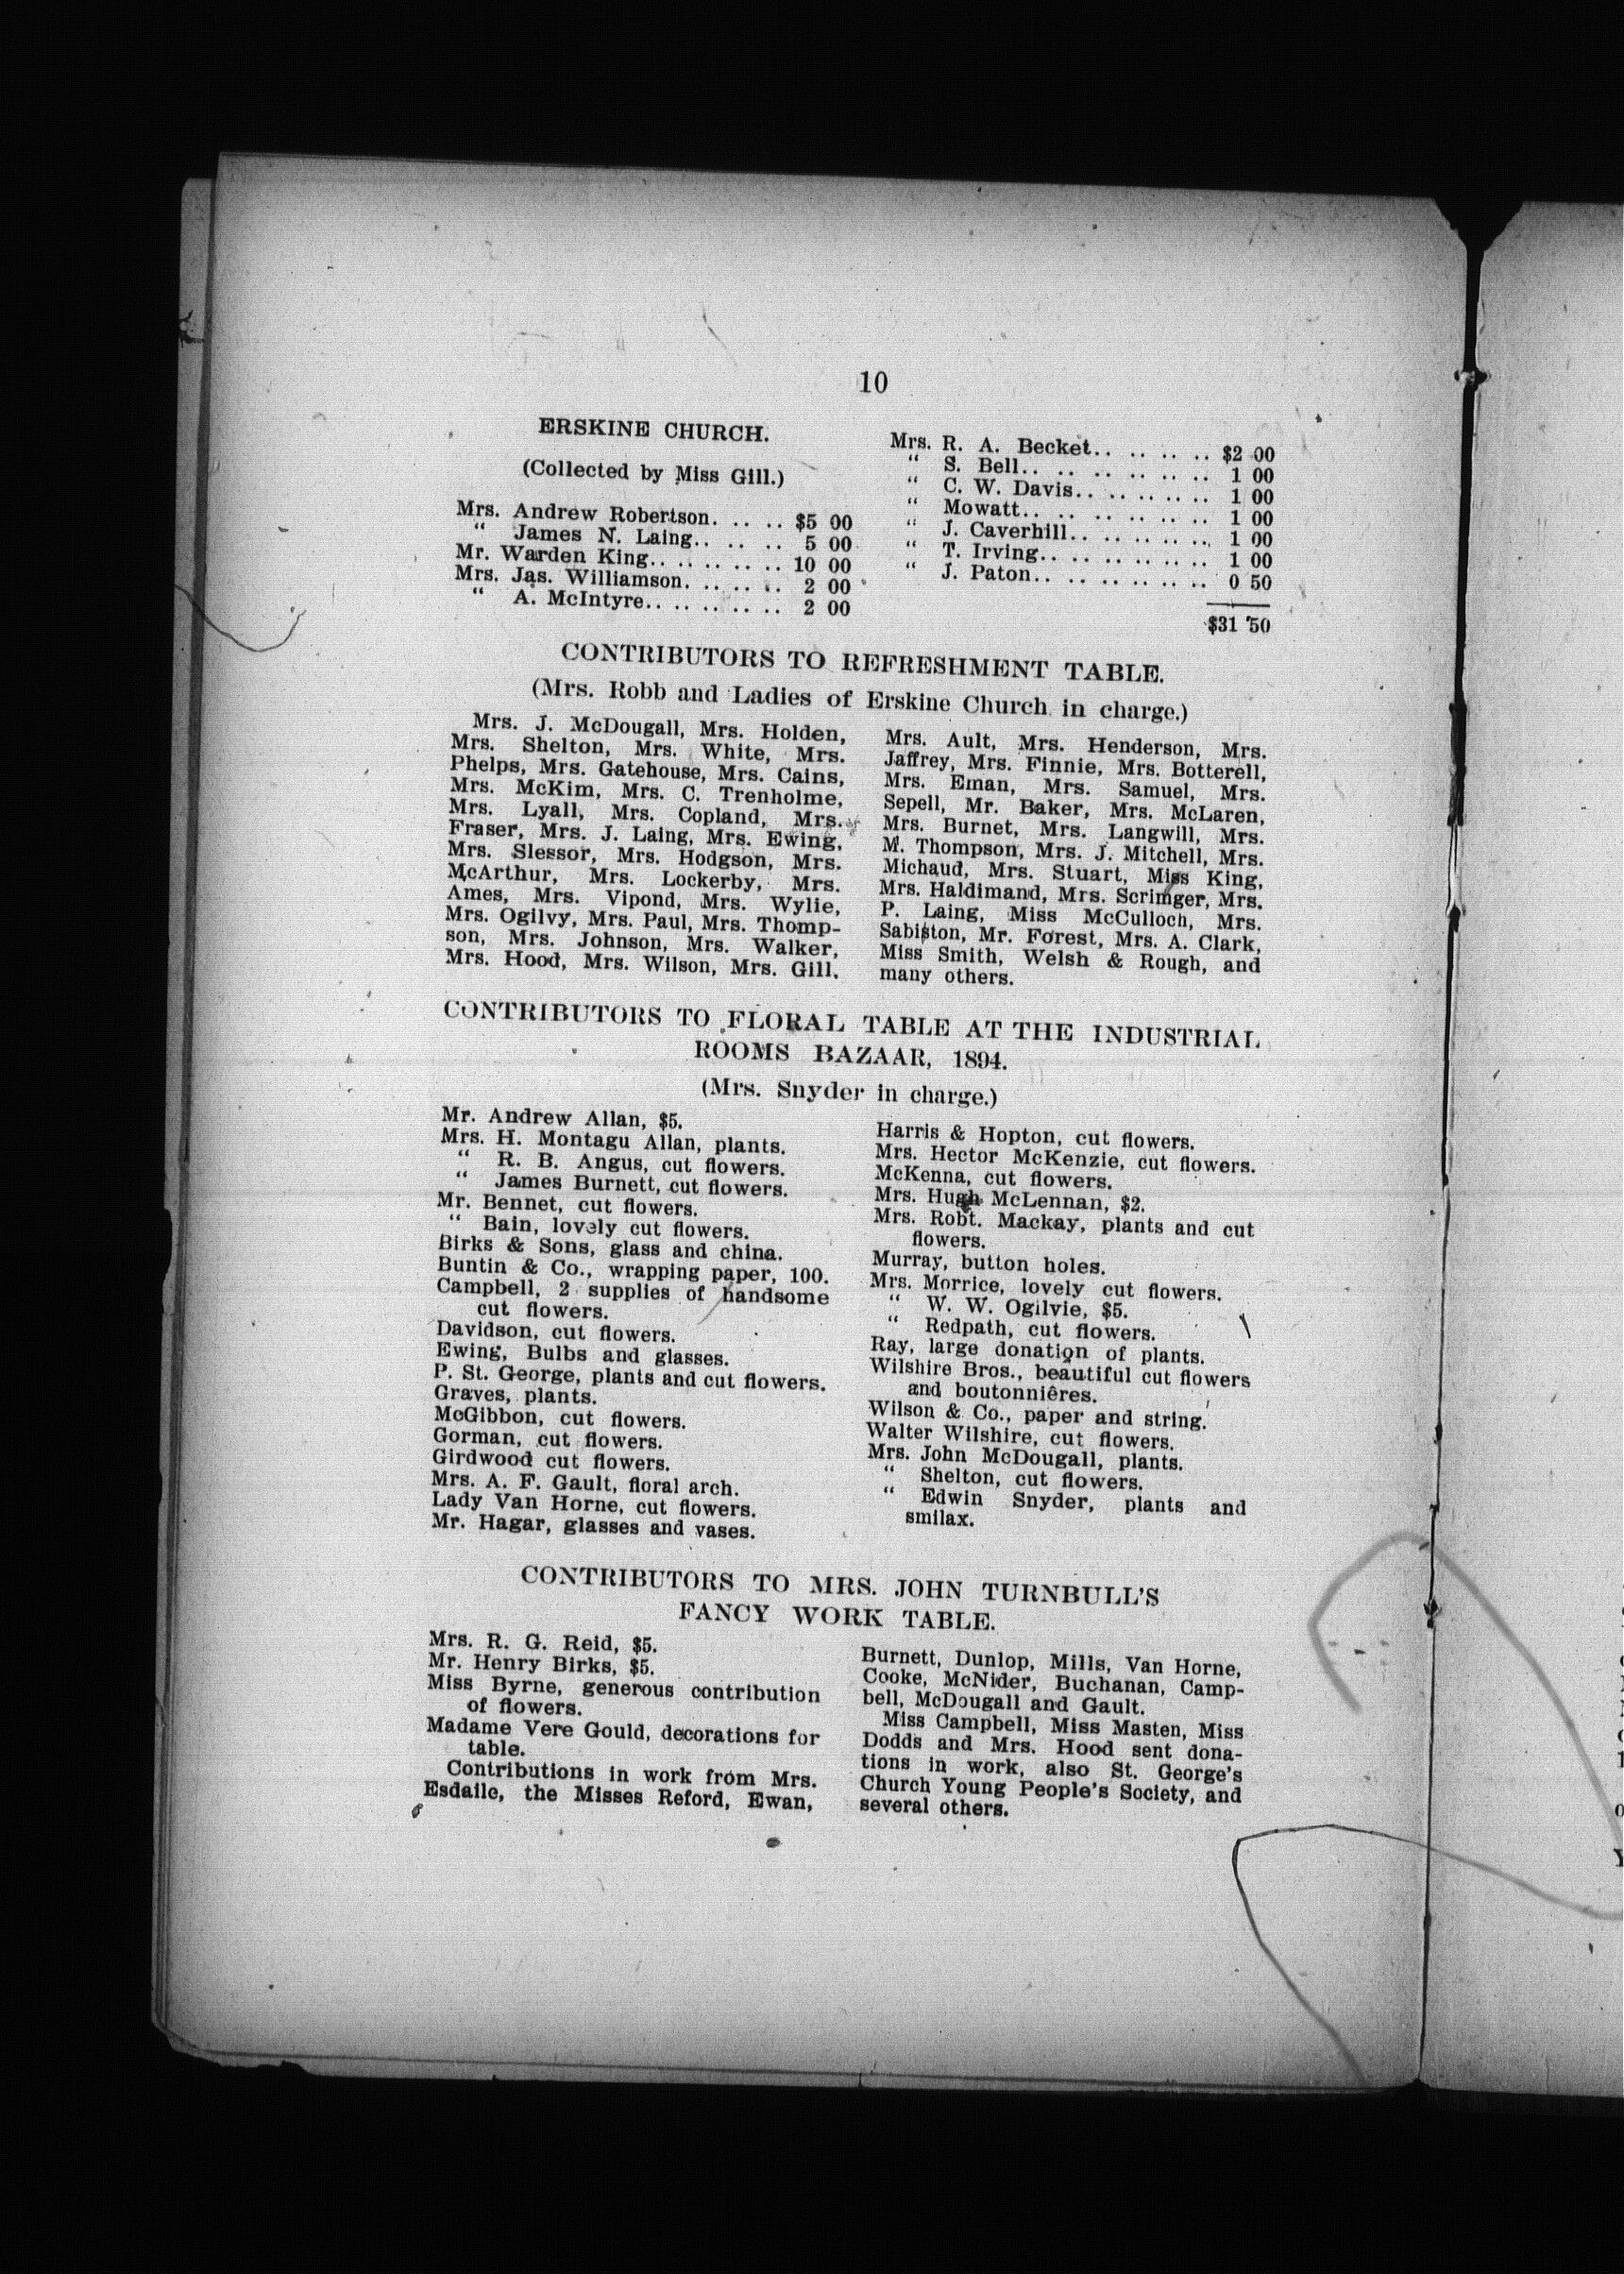 10
ERSKINE CHURCH.
(Collected by Miss Gill.)
Mrs. Andrew Robertson. .. .. $5 00
“ James N. Laing.. .. .. 5 00
Mr. Warden King.. .. .. .. .. 10 00
Mrs. Jas. Williamson. .. .. .. 2 00
“ A. McIntyre.. .. .. .. .. 2 00
Mrs. R. A. Becket.. .. .. .. $2 00
“ S. Bell.. .. .. .. .. .. .. 1 00
“ C. W. Davis.. .. .. .. .. 1 00
“ Mowatt.. .. .. .. .. .. .. 1 00
“ J. Caverhill.. .. .. .. .. 1 00
“ T. Irving.. .. .. .. .. .. 1 00
“ J. Paton.. .. .. .. .. .. 0 50
$31 50
CONTRIBUTORS TO REFRESHMENT TABLE.
(Mrs. Robb and Ladies of Erskine Church in charge.)
Mrs. J. McDougall, Mrs. Holden,
Mrs. Shelton, Mrs. White, Mrs.
Phelps, Mrs. Gatehouse, Mrs. Cains,
Mrs. McKim, Mrs. C. Trenholme,
Mrs. Lyall, Mrs. Copland, Mrs.
Fraser, Mrs. J. Laing, Mrs. Ewing,
Mrs. Slessor, Mrs. Hodgson, Mrs.
McArthur, Mrs. Lockerby, Mrs.
Ames, Mrs. Vipond, Mrs. Wylie,
Mrs. Ogilvy, Mrs. Paul, Mrs. Thomp-
son, Mrs. Johnson, Mrs. Walker,
Mrs. Hood, Mrs. Wilson, Mrs. Gill,
Mrs. Ault, Mrs. Henderson, Mrs.
Jaffrey, Mrs. Finnie, Mrs. Botterell,
Mrs. Eman, Mrs. Samuel, Mrs.
Sepell, Mr. Baker, Mrs. McLaren,
Mrs. Burnet, Mrs. Langwill, Mrs.
M. Thompson, Mrs. J. Mitchell, Mrs.
Michaud, Mrs. Stuart, Miss King,
Mrs. Haldimand, Mrs. Scrimger, Mrs.
P. Laing, Miss McCulloch, Mrs.
Sabiston, Mr. Forest, Mrs. A. Clark,
Miss Smith, Welsh & Rough, and
many others.
CONTRIBUTORS TO FLORAL TABLE AT THE INDUSTRIAL
ROOMS BAZAAR, 1894.
(Mrs. Snyder in charge.)
Mr. Andrew Allan, $5.
Mrs. H. Montagu Allan, plants.
“ R. B. Angus, cut flowers.
“ James Burnett, cut flowers.
Mr. Bennet, cut flowers.
“ Bain, lovely cut flowers.
Birks & Sons, glass and china.
Buntin & Co., wrapping paper, 100.
Campbell, 2 supplies of handsome
cut flowers.
Davidson, cut flowers.
Ewing, Bulbs and glasses.
P. St. George, plants and cut flowers.
Graves, plants.
McGibbon, cut flowers.
Gorman, cut flowers.
Girdwood cut flowers.
Mrs. A. F. Gault, floral arch.
Lady Van Horne, cut flowers.
Mr. Hagar, glasses and vases.
Harris & Hopton, cut flowers.
Mrs. Hector McKenzie, cut flowers.
McKenna, cut flowers.
Mrs. Hugh McLennan, $2.
Mrs. Robt. Mackay, plants and cut
flowers.
Murray, button holes.
Mrs. Morrice, lovely cut flowers.
“ W. W. Ogilvie, $5.
“ Redpath, cut flowers.
Ray, large donation of plants.
Wilshire Bros., beautiful cut flowers
and boutonniêres.
Wilson & Co., paper and string.
Walter Wilshire, cut flowers.
Mrs. John McDougall, plants.
“ Shelton, cut flowers.
“ Edwin Snyder, plants and
smilax.
CONTRIBUTORS TO MRS. JOHN TURNBULL'S
FANCY WORK TABLE.
Mrs. R. G. Reid, $5.
Mr. Henry Birks, $5.
Miss Byrne, generous contribution
of flowers.
Madame Vere Gould, decorations for
table.
Contributions in work from Mrs.
Esdaile, the Misses Reford, Ewan,
Burnett, Dunlop, Mills, Van Horne,
Cooke, McNider, Buchanan, Camp-
bell, McDougall and Gault.
Miss Campbell, Miss Masten, Miss
Dodds and Mrs. Hood sent dona-
tions in work, also St. George's
Church Young People's Society, and
several others.